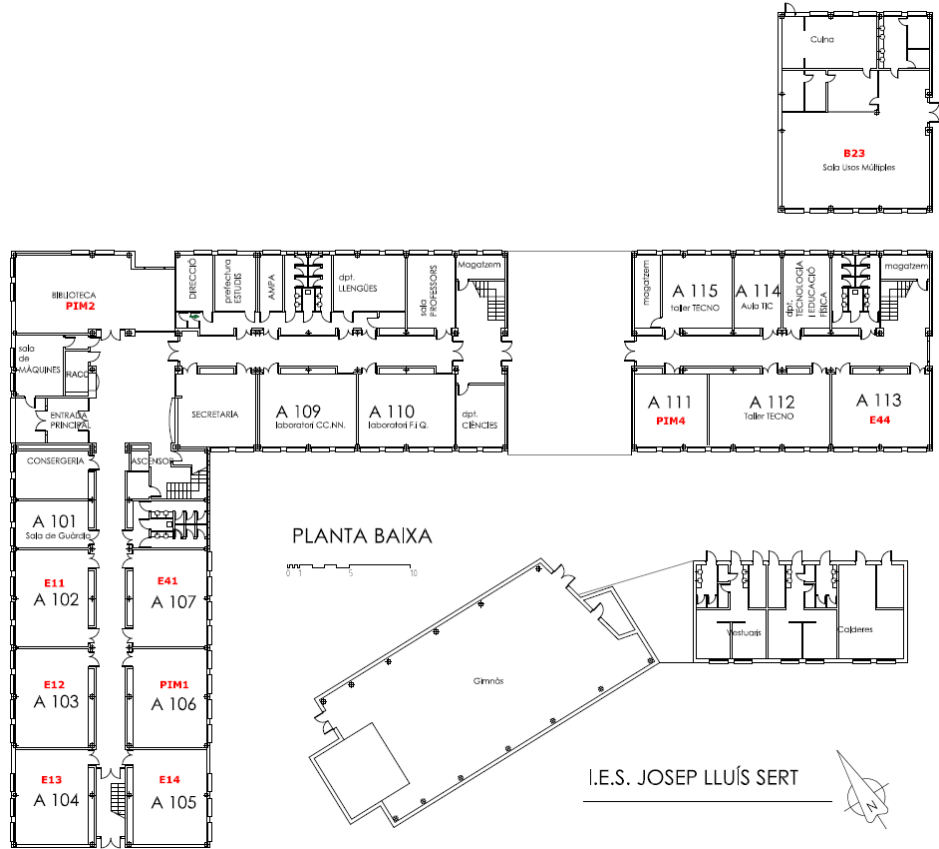 Cuina
B23
Sala Usos Múltiples
BIBLIOTECA
PIM2
DIRECCIÓ
prefectura
ESTUDIS
AMPA
dpt.
LLENGÜES
sala
PROFESSORS
Magatzem
magatzem
A 115
taller TECNO
A 114
Aula TIC
dpt.
TECNOLOGIA
I EDUCACIÓ
FÍSICA
magatzem
sala
de
MÀQUINES
RACC
ENTRADA
PRINCIPAL
SECRETARIA
A 109
laboratori CC.NN.
A 110
laboratori F.i Q.
dpt.
CIÈNCIES
A 111
PIM4
A 112
Taller TECNO
A 113
E44
CONSERGERIA
ASCENSOR
A 101
Sala de Guàrdia
E11
A 102
E41
A 107
E12
A 103
PIM1
A 106
E13
A 104
E14
A 105
PLANTA BAIXA
0 1 5 10
Gimnàs
Vestuaris
Calderes
I.E.S. JOSEP LLUÍS SERT
N